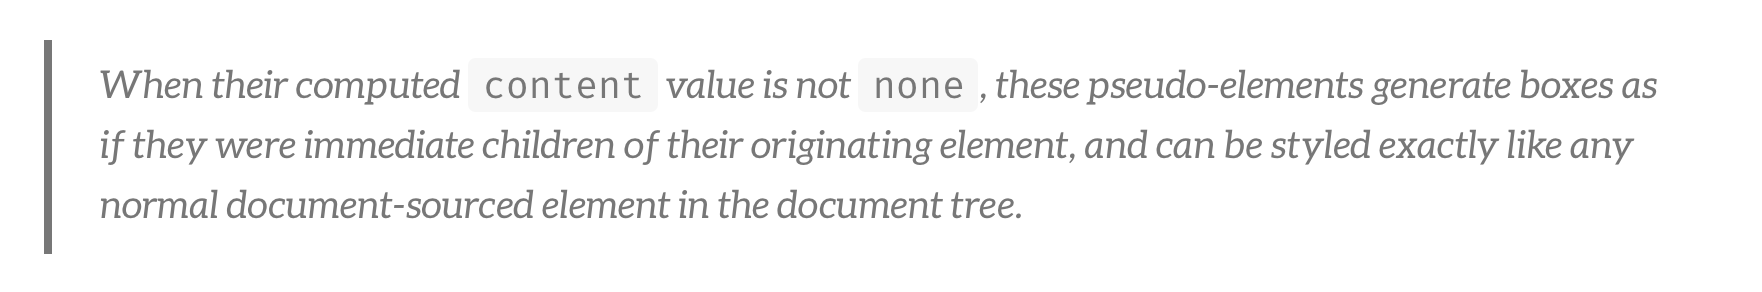 When their computed content value is not none, these pseudo-elements generate boxes as
if they were immediate children of their originating element, and can be styled exactly like any
normal document-sourced element in the document tree.